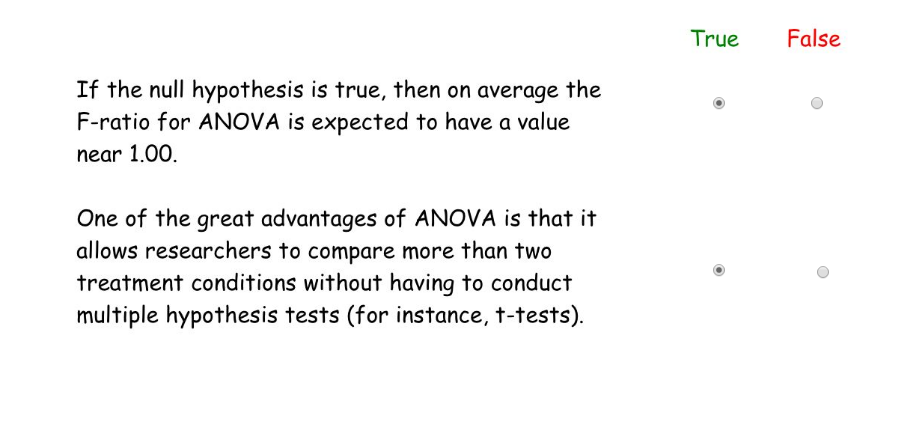 True False
If the null hypothesis is true, then on average the
F-ratio for ANOVA is expected to have a value
near 1.00.
One of the great advantages of ANOVA is that it
allows researchers to compare more than two
treatment conditions without having to conduct
multiple hypothesis tests (for instance, t-tests).